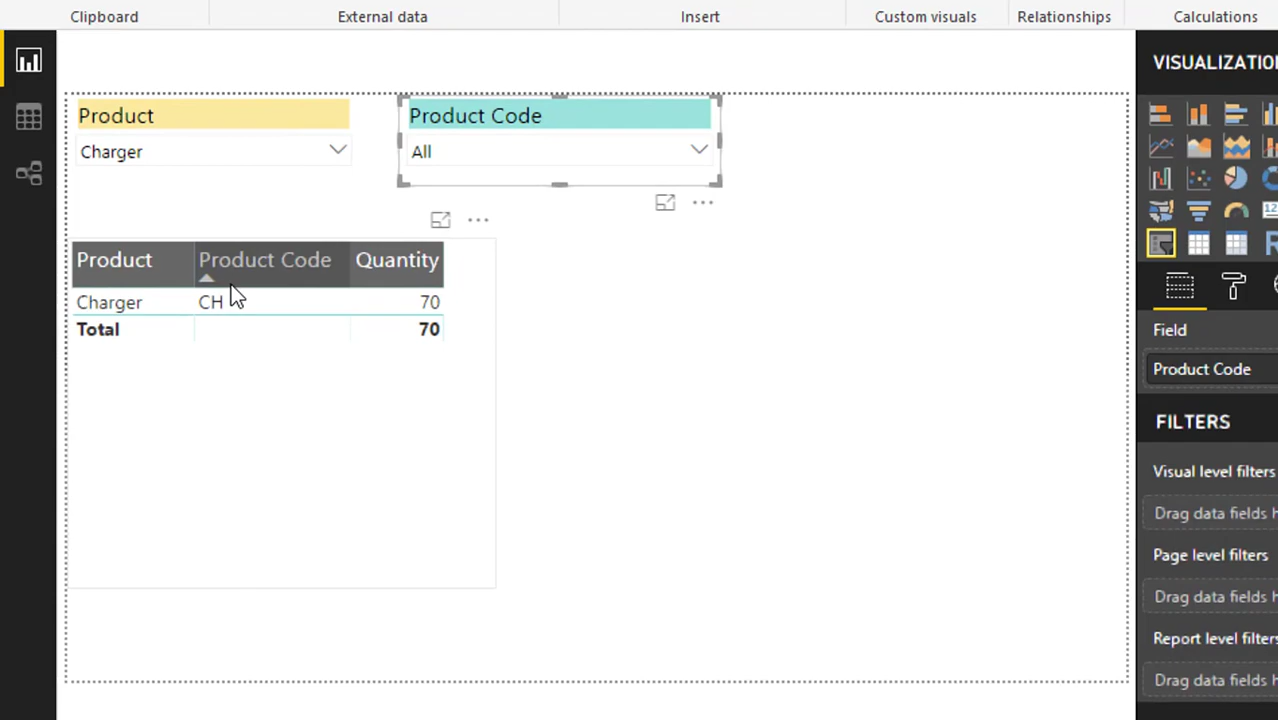 Clipboard
External data
Insert
Custom visuals
Relationships
Calculations
VISUALIZATIO
Product
Product Code
Charger
All
Product Product Code Quantity
Charger CH 70
Total 70
Field
Product Code
FILTERS
Visual level filters
Drag data fields h
Page level filters
Drag data fields h
Report level filters
Drag data fields h